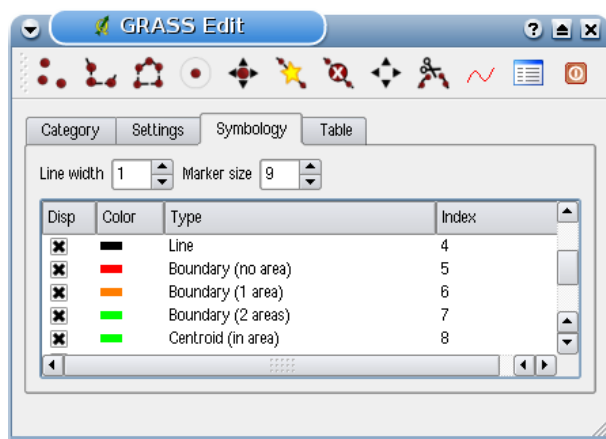 GRASS Edit
Category Settings Symbology Table
Line width 1 Marker size 9
Disp Color Type Index
Line 4
Boundary (no area) 5
Boundary (1 area) 6
Boundary (2 areas) 7
Centroid (in area) 8